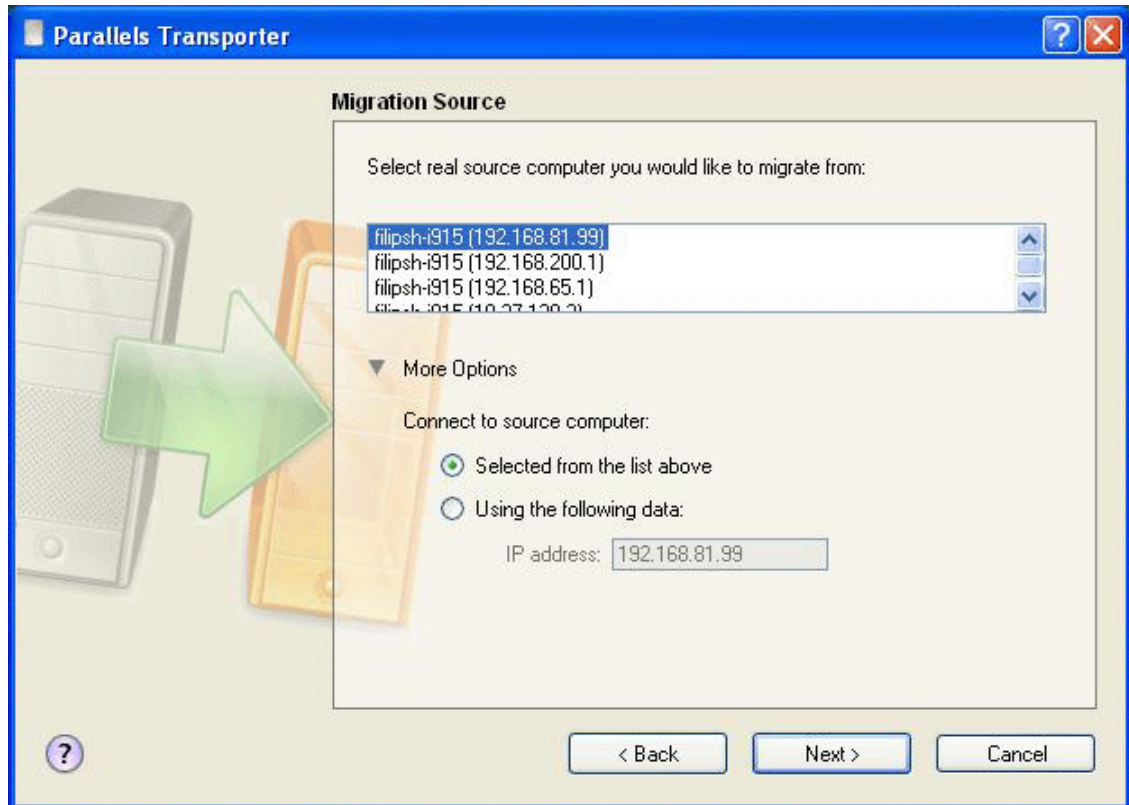 Parallels Transporter
?
Migration Source
Select real source computer you would like to migrate from:
filipsh-i915 (192.168.81.99)
filipsh-i915 (192.168.200.1)
filipsh-i915 (192.168.65.1)
More Options
Connect to source computer:
Selected from the list above
Using the following data:
IP address: 192.168.81.99
? < Back Next > Cancel